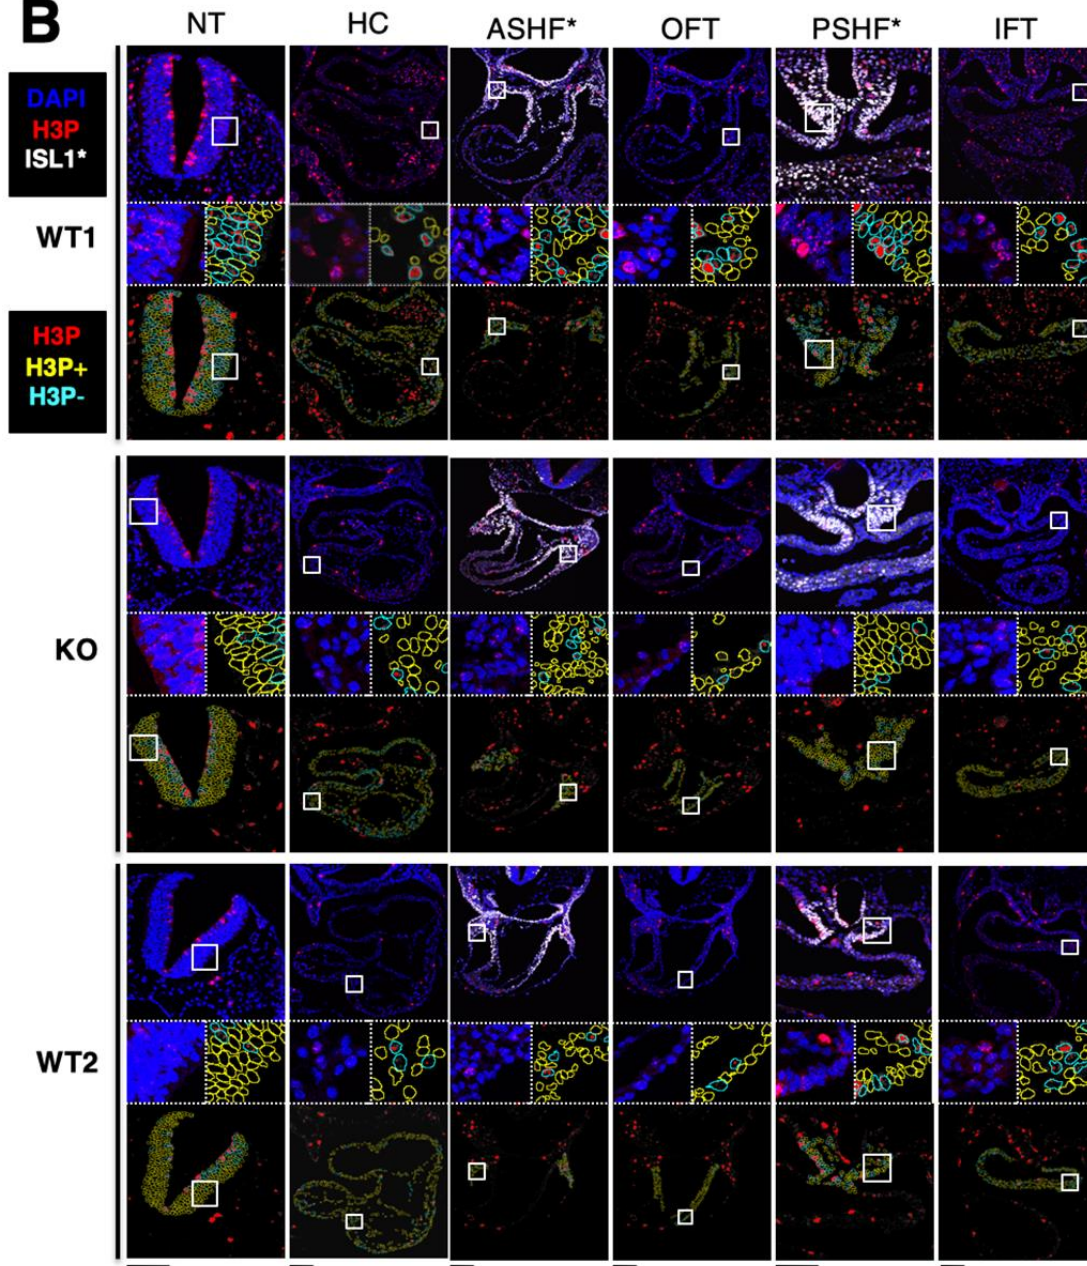 B
NT HC ASHF* OFT PSHF* IFT
DAPI
H3P
ISL1*
WT1
H3P
H3P+
H3P-
KO
WT2